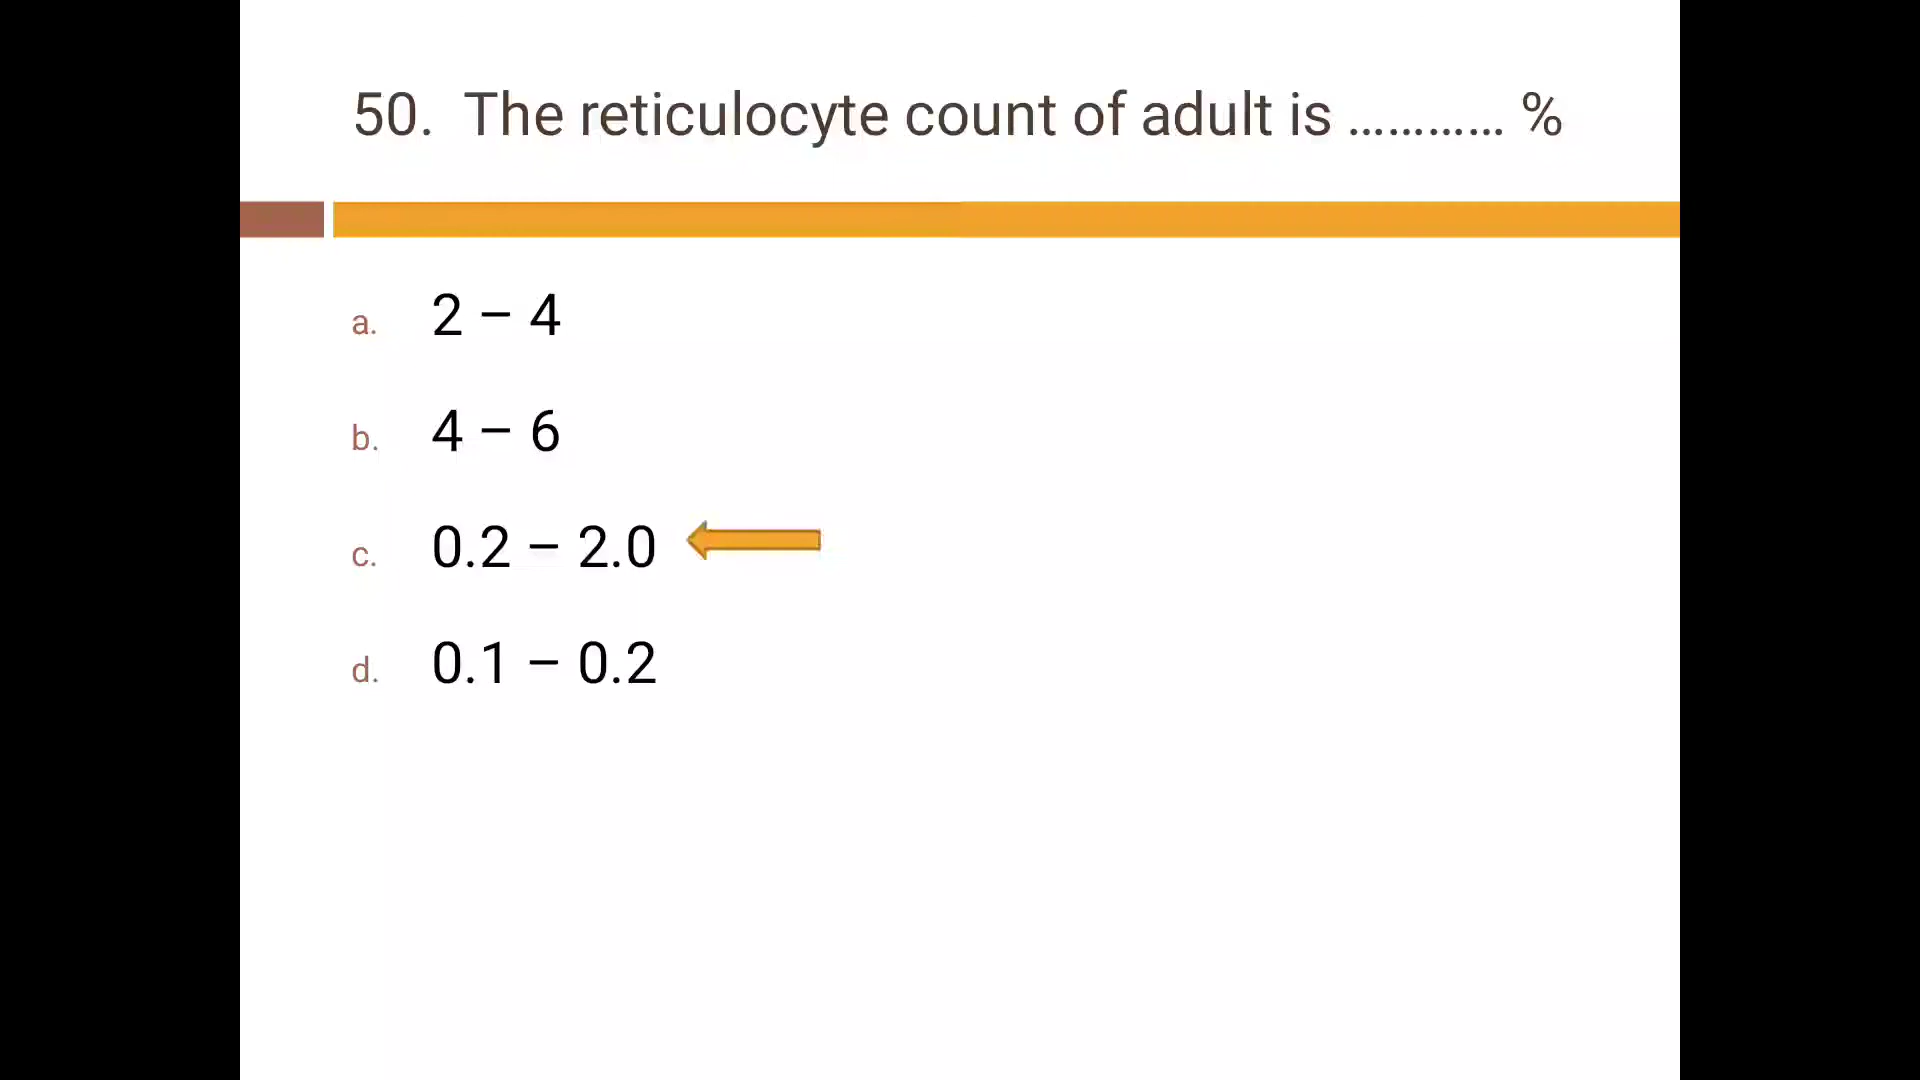 50. The reticulocyte count of adult is ............ %
a. 2 – 4
b. 4 – 6
c. 0.2 – 2.0
d. 0.1 – 0.2